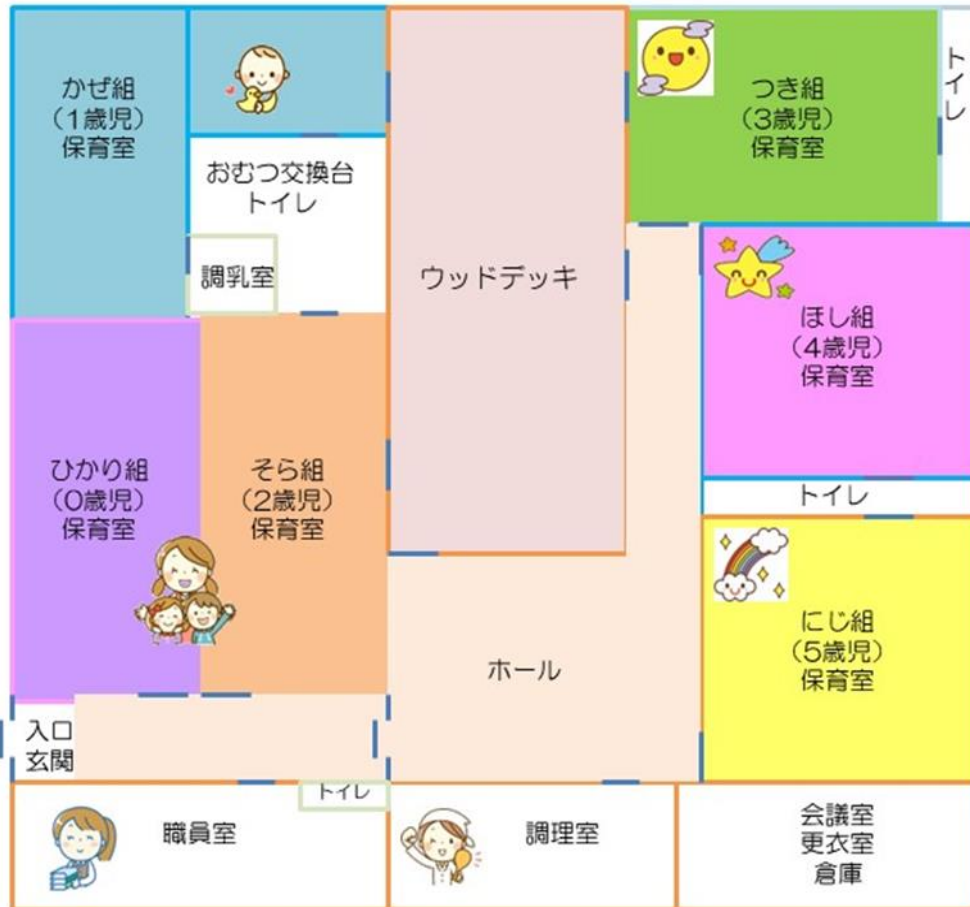 かぜ組
（1歳児）
保育室
おむつ交換台
トイレ
調乳室
ウッドデッキ
つき組
（3歳児）
保育室
トイレ
ほし組
（4歳児）
保育室
トイレ
ひかり組
（0歳児）
保育室
そら組
（2歳児）
保育室
にじ組
（5歳児）
保育室
ホール
入口
玄関
トイレ
職員室
調理室
会議室
更衣室
倉庫